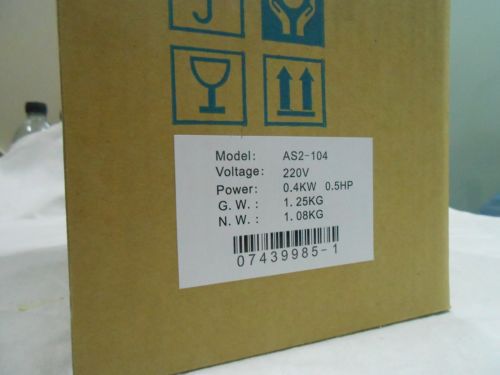 Model: AS2-104
Voltage: 220V
Power: 0.4KW 0.5HP
G. W. : 1.25KG
N. W. : 1.08KG
07439985-1